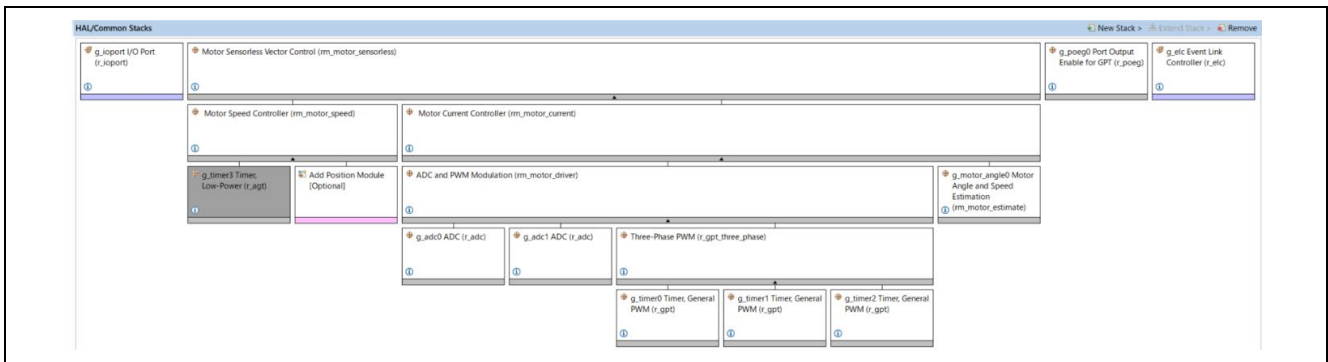 HAL/Common Stacks
New Stack > Extend Stack > Remove
g_ioport I/O Port
(r_ioport)
Motor Sensorless Vector Control (rm_motor_sensorless)
g_poeg0 Port Output
Enable for GPT (r_poeg)
g_elc Event Link
Controller (r_elc)
Motor Speed Controller (rm_motor_speed)
Motor Current Controller (rm_motor_current)
g_timer3 Timer,
Low-Power (r_agt)
Add Position Module
[Optional]
ADC and PWM Modulation (rm_motor_driver)
g_motor_angle0 Motor
Angle and Speed
Estimation
(rm_motor_estimate)
g_adc0 ADC (r_adc)
g_adc1 ADC (r_adc)
Three-Phase PWM (r_gpt_three_phase)
g_timer0 Timer, General
PWM (r_gpt)
g_timer1 Timer, General
PWM (r_gpt)
g_timer2 Timer, General
PWM (r_gpt)